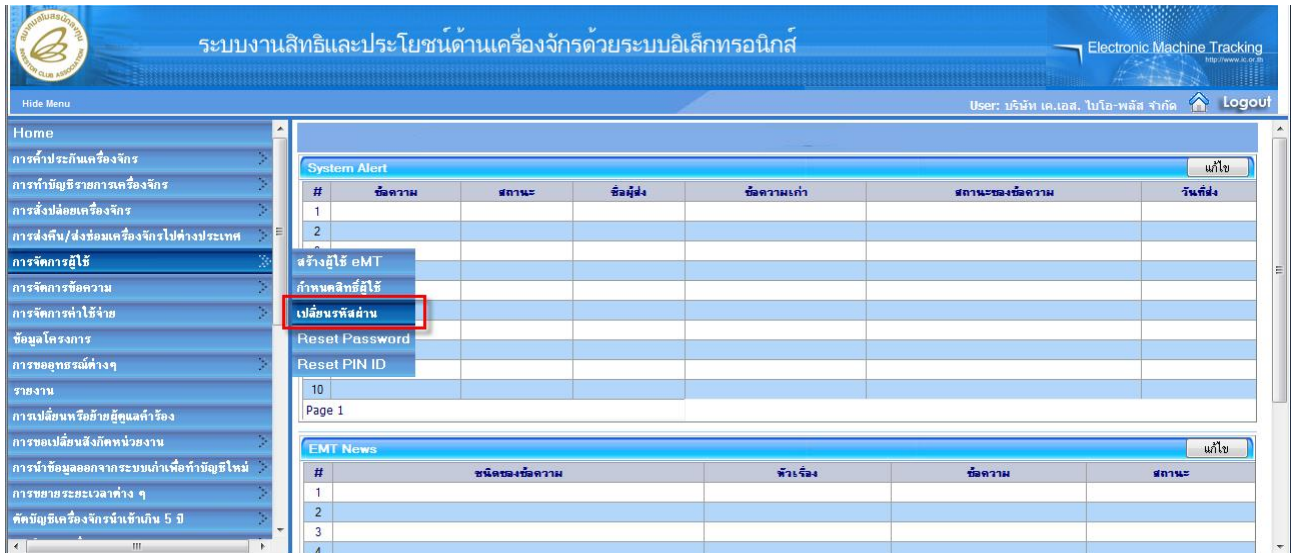 สมาคมสโมสรนักลงทุน
INVESTOR CLUB ASSOCIATION
ระบบงานสิทธิและประโยชน์ด้านเครื่องจักรด้วยระบบอิเล็กทรอนิกส์
Electronic Machine Tracking
http://www.ic.or.th
Hide Menu
User: บริษัท เค.เอส. ไบโอ-พลัส จำกัด
Logout
Home
การค้ำประกันเครื่องจักร
การทำบัญชีรายการเครื่องจักร
การสั่งปล่อยเครื่องจักร
การส่งคืน/ส่งซ่อมเครื่องจักรไปต่างประเทศ
การจัดการผู้ใช้
การจัดการข้อความ
การจัดการค่าใช้จ่าย
ข้อมูลโครงการ
การขออุทธรณ์ต่างๆ
รายงาน
การเปลี่ยนหรือย้ายผู้ดูแลคำร้อง
การขอเปลี่ยนสังกัดหน่วยงาน
การนำข้อมูลออกจากระบบเก่าเพื่อทำบัญชีใหม่
การขยายระยะเวลาต่าง ๆ
ตัดบัญชีเครื่องจักรนำเข้าเกิน 5 ปี
สร้างผู้ใช้ eMT
กำหนดสิทธิ์ผู้ใช้
เปลี่ยนรหัสผ่าน
Reset Password
Reset PIN ID
System Alert
แก้ไข
# ข้อความ สถานะ ชื่อผู้ส่ง ข้อความเก่า สถานะของข้อความ วันที่ส่ง
1
2
10
Page 1
EMT News
แก้ไข
# ชนิดของข้อความ หัวเรื่อง ข้อความ สถานะ
1
2
3
4